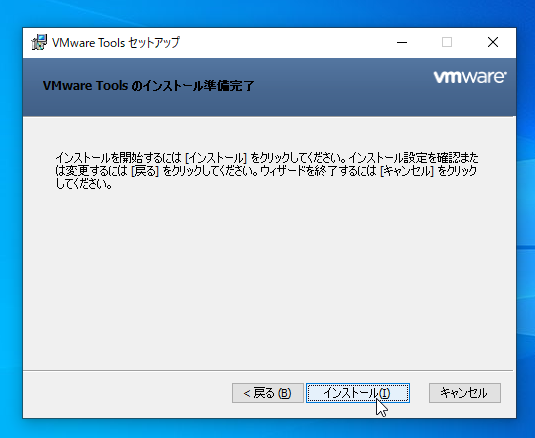 VMware Tools セットアップ
VMware Tools のインストール準備完了
vmware®
インストールを開始するには [インストール] をクリックしてください。インストール設定を確認また
は変更するには [戻る] をクリックしてください。ウィザードを終了するには [キャンセル] をクリック
してください。
< 戻る (B)
インストール(I)
キャンセル